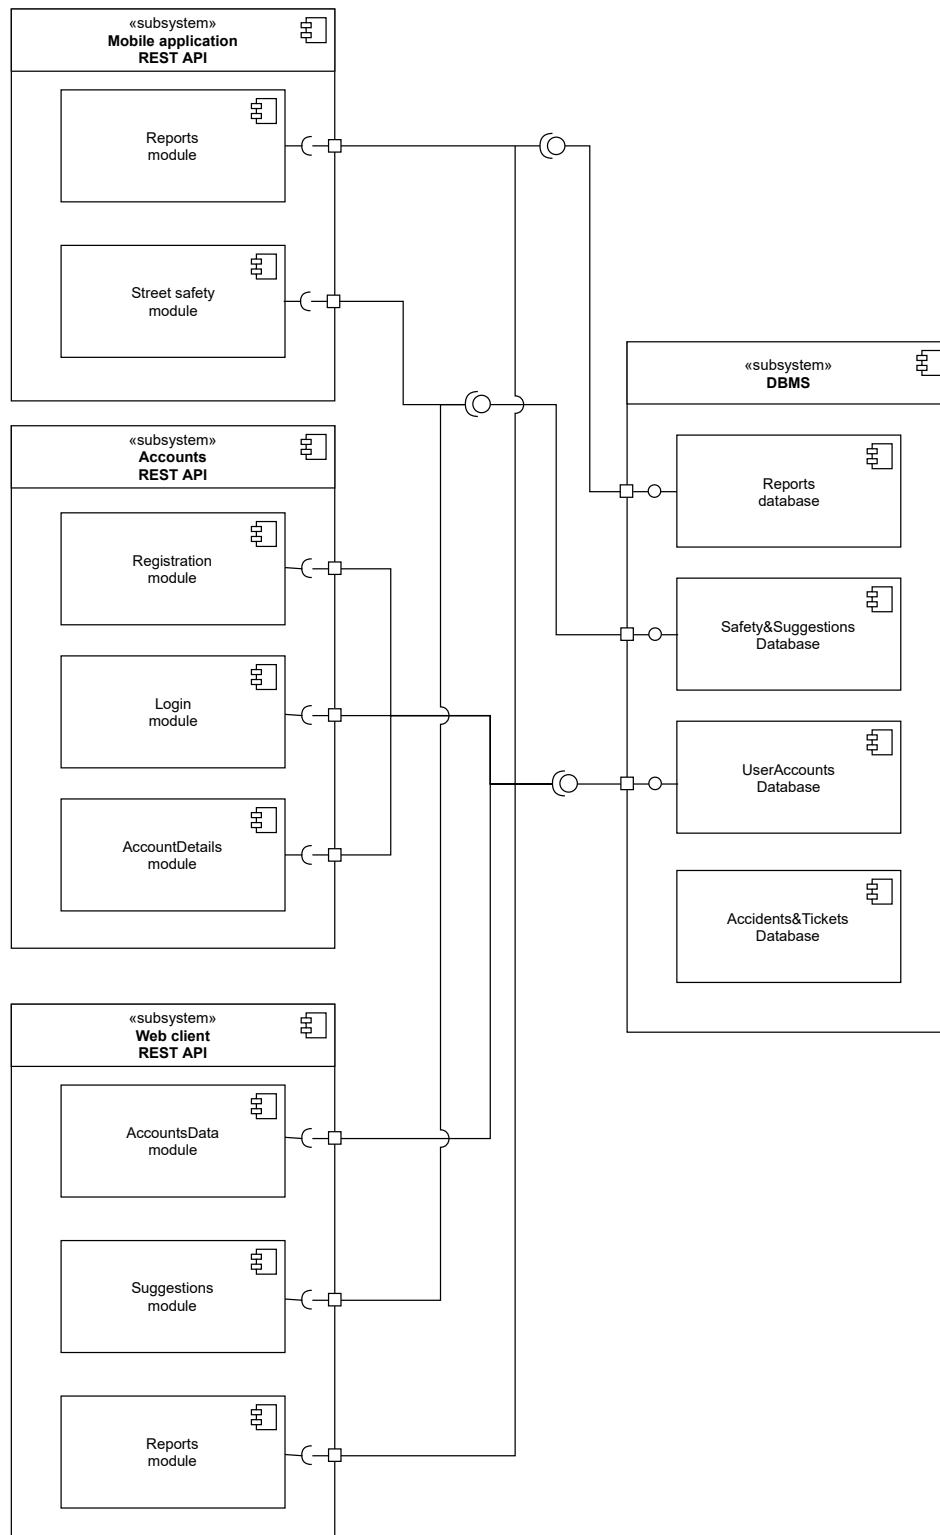 «subsystem»
Mobile application
REST API
Reports
module
Street safety
module
«subsystem»
Accounts
REST API
Registration
module
Login
module
AccountDetails
module
«subsystem»
Web client
REST API
AccountsData
module
Suggestions
module
Reports
module
«subsystem»
DBMS
Reports
database
Safety&Suggestions
Database
UserAccounts
Database
Accidents&Tickets
Database